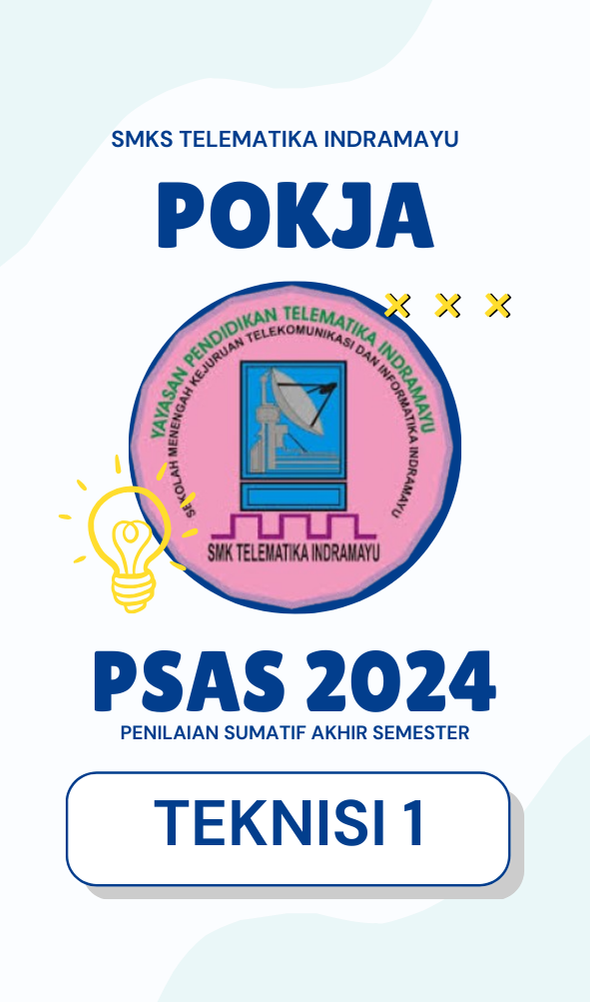 SMKS TELEMATIKA INDRAMAYU
POKJA
YAYASAN PENDIDIKAN TELEMATIKA INDRAMAYU
SEKOLAH MENENGAH KEJURUAN TELEKOMUNIKASI DAN INFORMATIKA INDRAMAYU
SMK TELEMATIKA INDRAMAYU
PSAS 2024
PENILAIAN SUMATIF AKHIR SEMESTER
TEKNISI 1